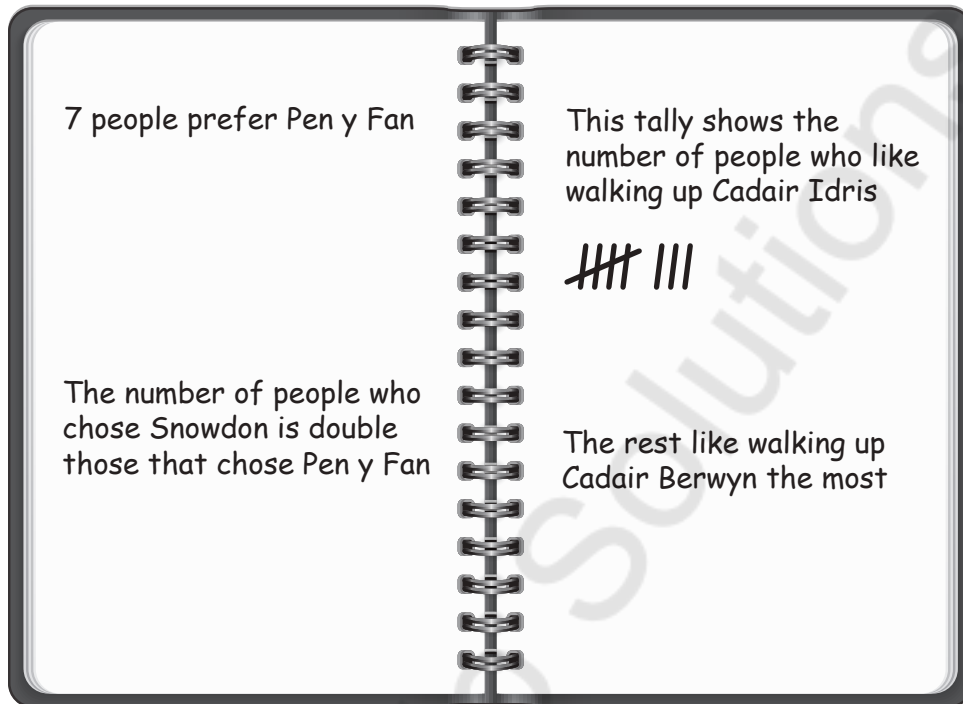 7 people prefer Pen y Fan
The number of people who
chose Snowdon is double
those that chose Pen y Fan
This tally shows the
number of people who like
walking up Cadair Idris
The rest like walking up
Cadair Berwyn the most
Solutions